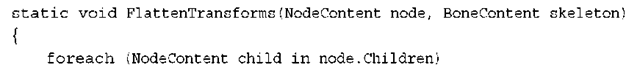 static void FlattenTransforms(NodeContent node, BoneContent skeleton)
{
    foreach (NodeContent child in node.Children)